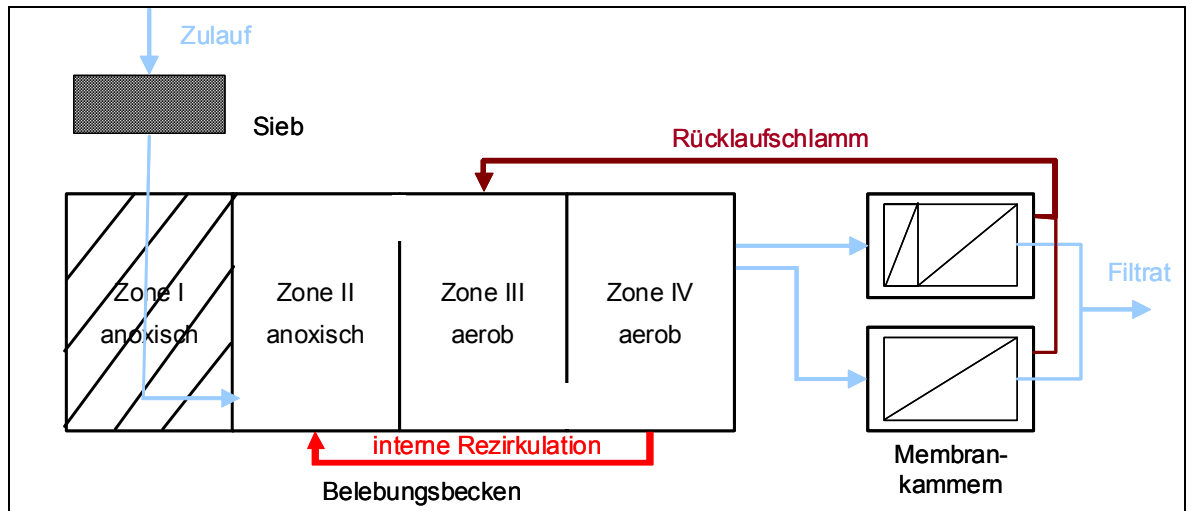 Zulauf
Sieb
Rücklaufschlamm
Zone I
anoxisch
Zone II
anoxisch
Zone III
aerob
Zone IV
aerob
Filtrat
interne Rezirkulation
Belebungsbecken
Membran-
kammern